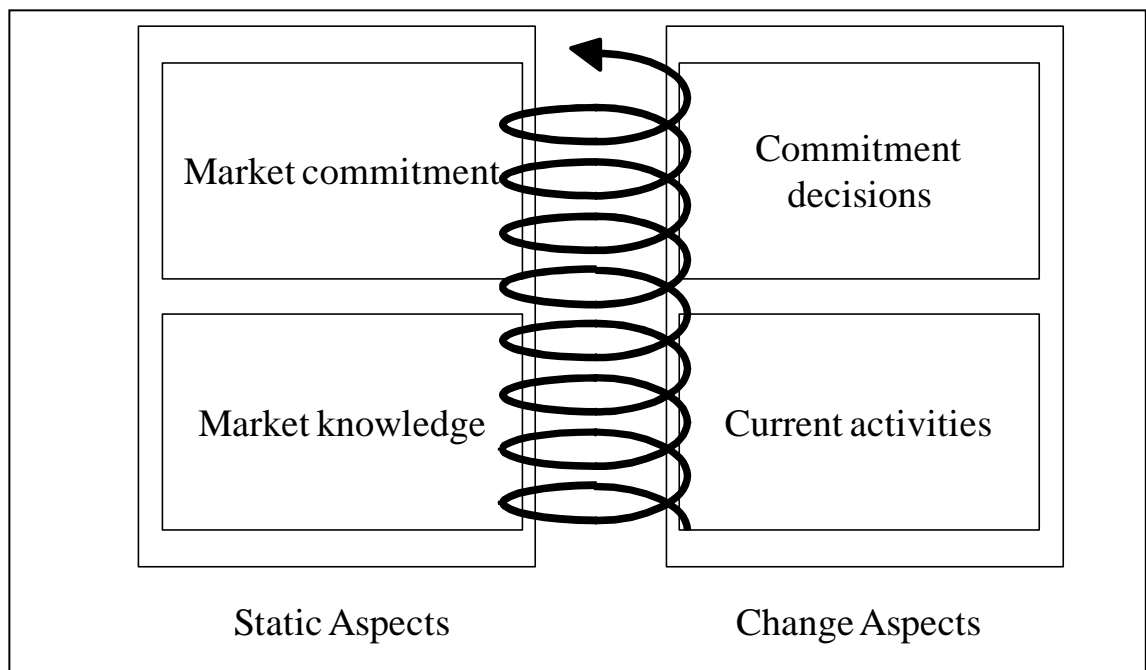 Market commitment
Commitment
decisions
Market knowledge
Current activities
Static Aspects
Change Aspects